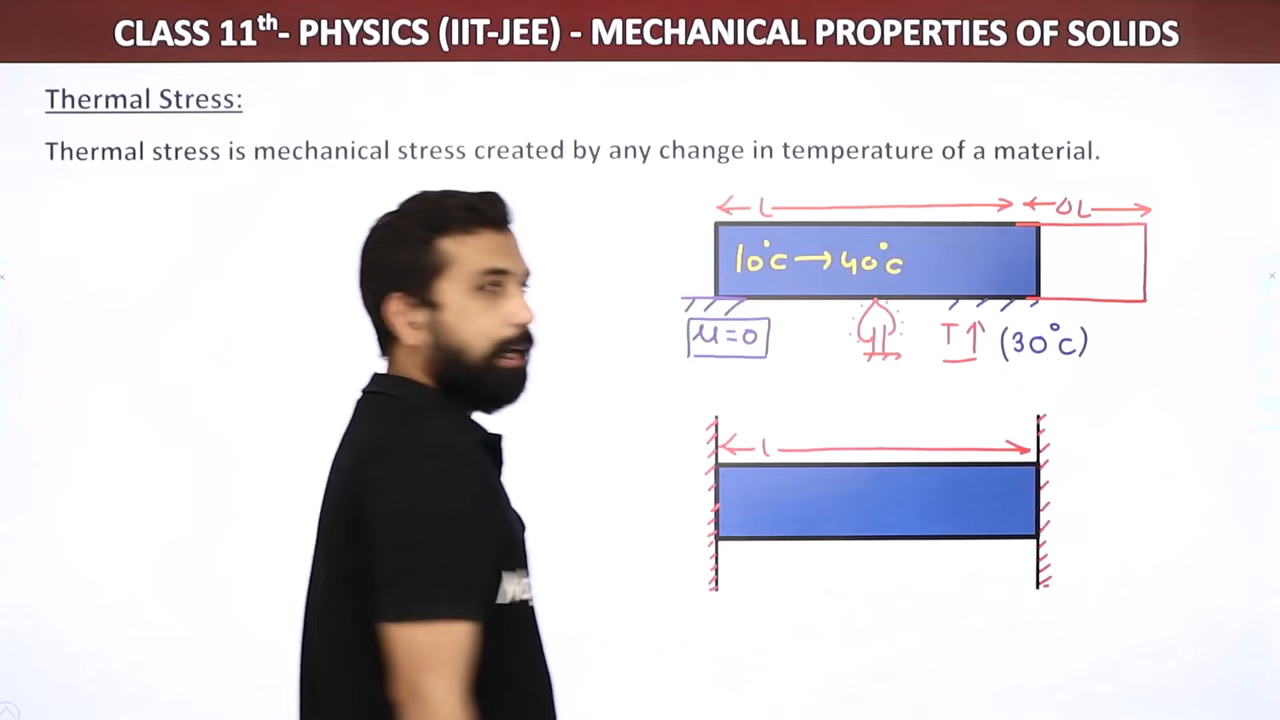 CLASS 11th- PHYSICS (IIT-JEE) - MECHANICAL PROPERTIES OF SOLIDS
Thermal Stress:
Thermal stress is mechanical stress created by any change in temperature of a material.
L ΔL
10°C → 40°C
μ=0 T↑ (30°C)
L